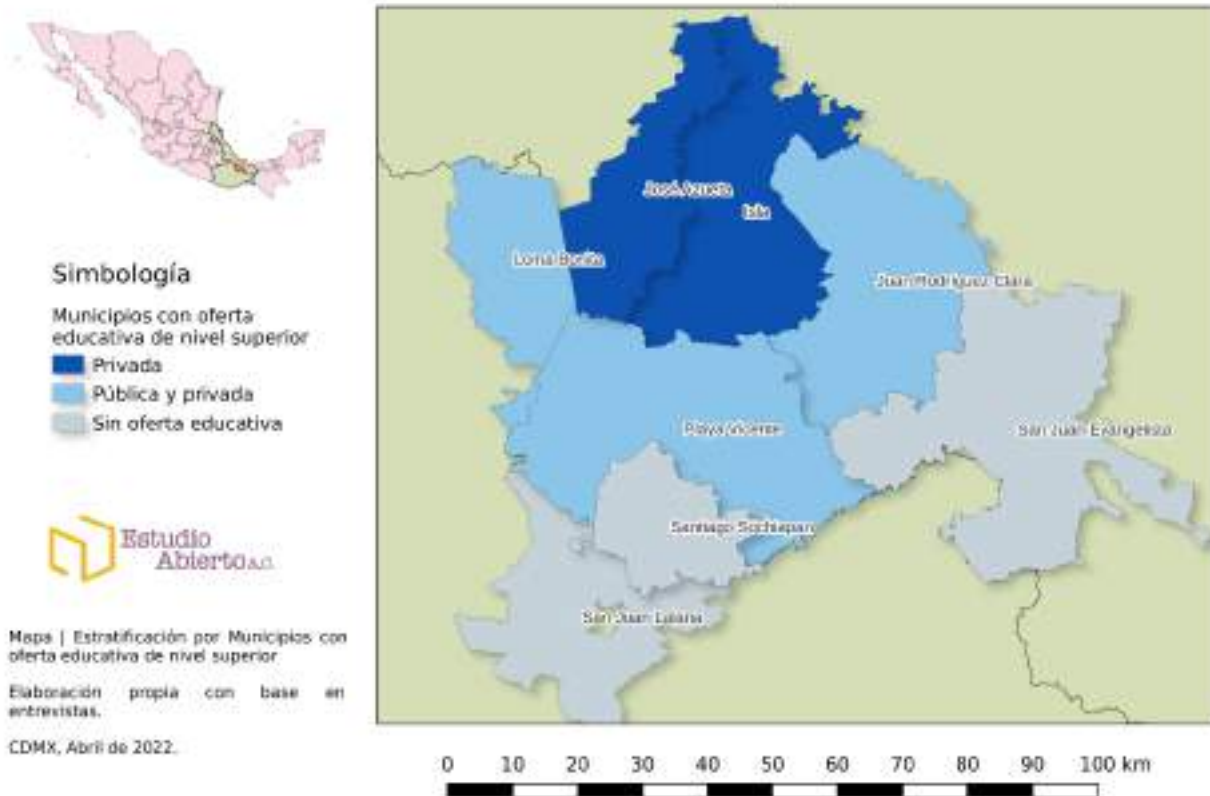 Simbología
Municipios con oferta
educativa de nivel superior
Privada
Pública y privada
Sin oferta educativa
Estudio
Abierto A.C.
Mapa | Estratificación por Municipios con
oferta educativa de nivel superior
Elaboración propia con base en
entrevistas.
CDMX, Abril de 2022.
José Azueta
Isla
Loma Bonita
Juan Rodríguez Clara
Playa Vicente
San Juan Evangelista
Santiago Sochiapan
San Juan Lalana
0 10 20 30 40 50 60 70 80 90 100 km